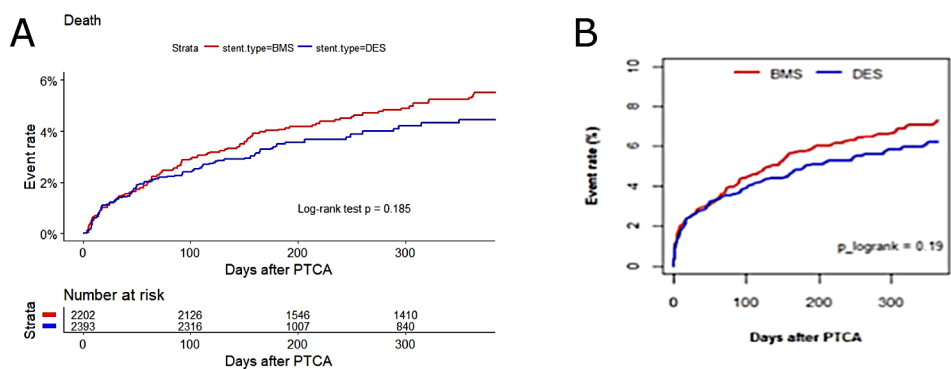 A
Death
Strata stent.type=BMS stent.type=DES
6%
4%
2%
0%
Event rate
Log-rank test p = 0.185
0 100 200 300
Days after PTCA
Number at risk
Strata
2202 2126 1546 1410
2393 2316 1007 840
0 100 200 300
Days after PTCA
B
BMS DES
10
8
6
4
2
0
Event rate (%)
p_logrank = 0.19
0 100 200 300
Days after PTCA